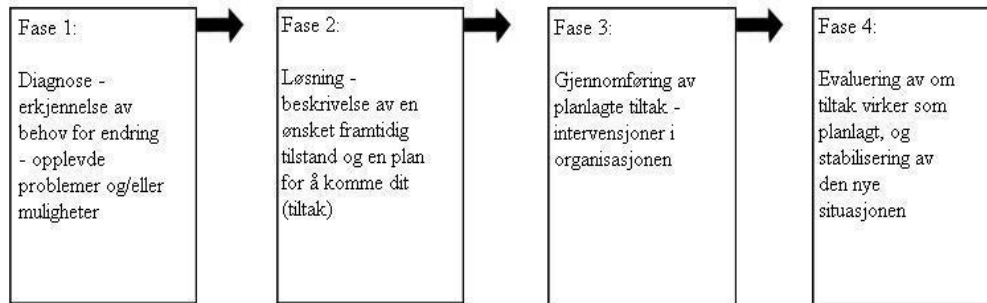 Fase 1:
Diagnose -
erkjennelse av
behov for endring
- opplevde
problemer og/eller
muligheter
Fase 2:
Løsning -
beskrivelse av en
ønsket framtidig
tilstand og en plan
for å komme dit
(tiltak)
Fase 3:
Gjennomføring av
planlagte tiltak -
intervensjoner i
organisasjonen
Fase 4:
Evaluering av om
tiltak virker som
planlagt, og
stabilisering av
den nye
situasjonen